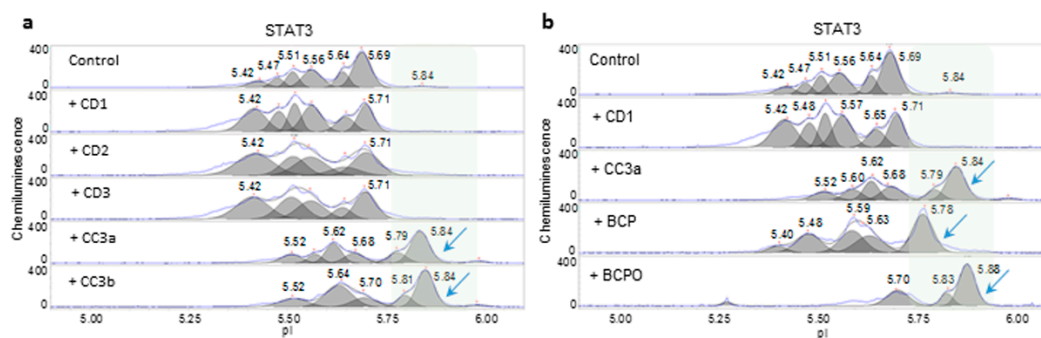 a
STAT3
Control
5.42 5.47 5.51 5.56 5.64 5.69 5.84
+ CD1
5.42 5.71
+ CD2
5.42 5.71
+ CD3
5.42 5.71
+ CC3a
5.52 5.62 5.68 5.79 5.84
+ CC3b
5.52 5.64 5.70 5.81 5.84
400
0
400
0
400
0
400
0
400
0
400
0
Chemiluminescence
5.00 5.25 5.50 5.75 6.00
pI
b
STAT3
Control
5.42 5.47 5.51 5.56 5.64 5.69 5.84
+ CD1
5.42 5.48 5.57 5.65 5.71
+ CC3a
5.52 5.60 5.62 5.68 5.79 5.84
+ BCP
5.40 5.48 5.59 5.63 5.78
+ BCPO
5.70 5.83 5.88
400
0
400
0
400
0
400
0
400
0
Chemiluminescence
5.00 5.25 5.50 5.75 6.00
pI